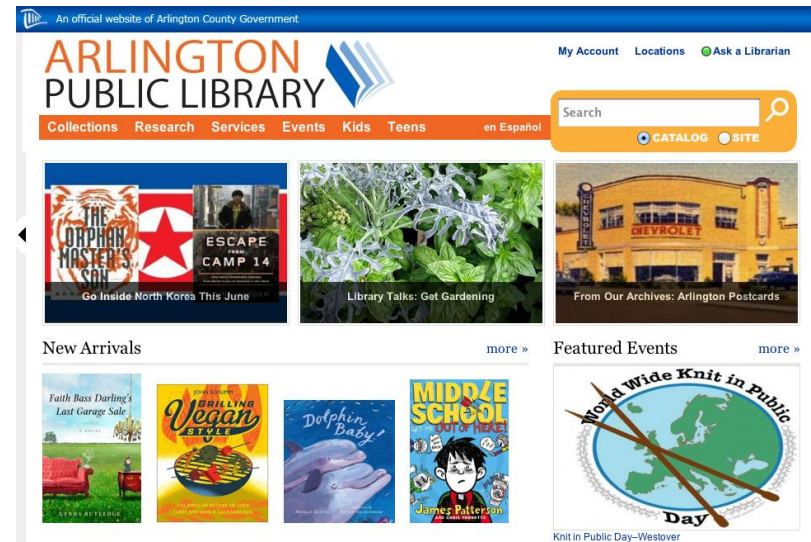 An official website of Arlington County Government
ARLINGTON
PUBLIC LIBRARY
My Account Locations Ask a Librarian
Search
CATALOG SITE
Collections Research Services Events Kids Teens en Español
THE
ORPHAN
MASTER'S
SON
ESCAPE
FROM
CAMP 14
Go Inside North Korea This June
Library Talks: Get Gardening
CHEVROLET
CHEVROLET
From Our Archives: Arlington Postcards
New Arrivals more »
Faith Bass Darling's
Last Garage Sale
A NOVEL
LYNDA RUTLEDGE
JOHN SCHLIMM
GRILLING
Vegan
STYLE
Dolphin
Baby!
MIDDLE
SCHOOL
GET ME OUT OF HERE!
James Patterson
Featured Events more »
World Wide Knit in Public
Day
Knit in Public Day–Westover